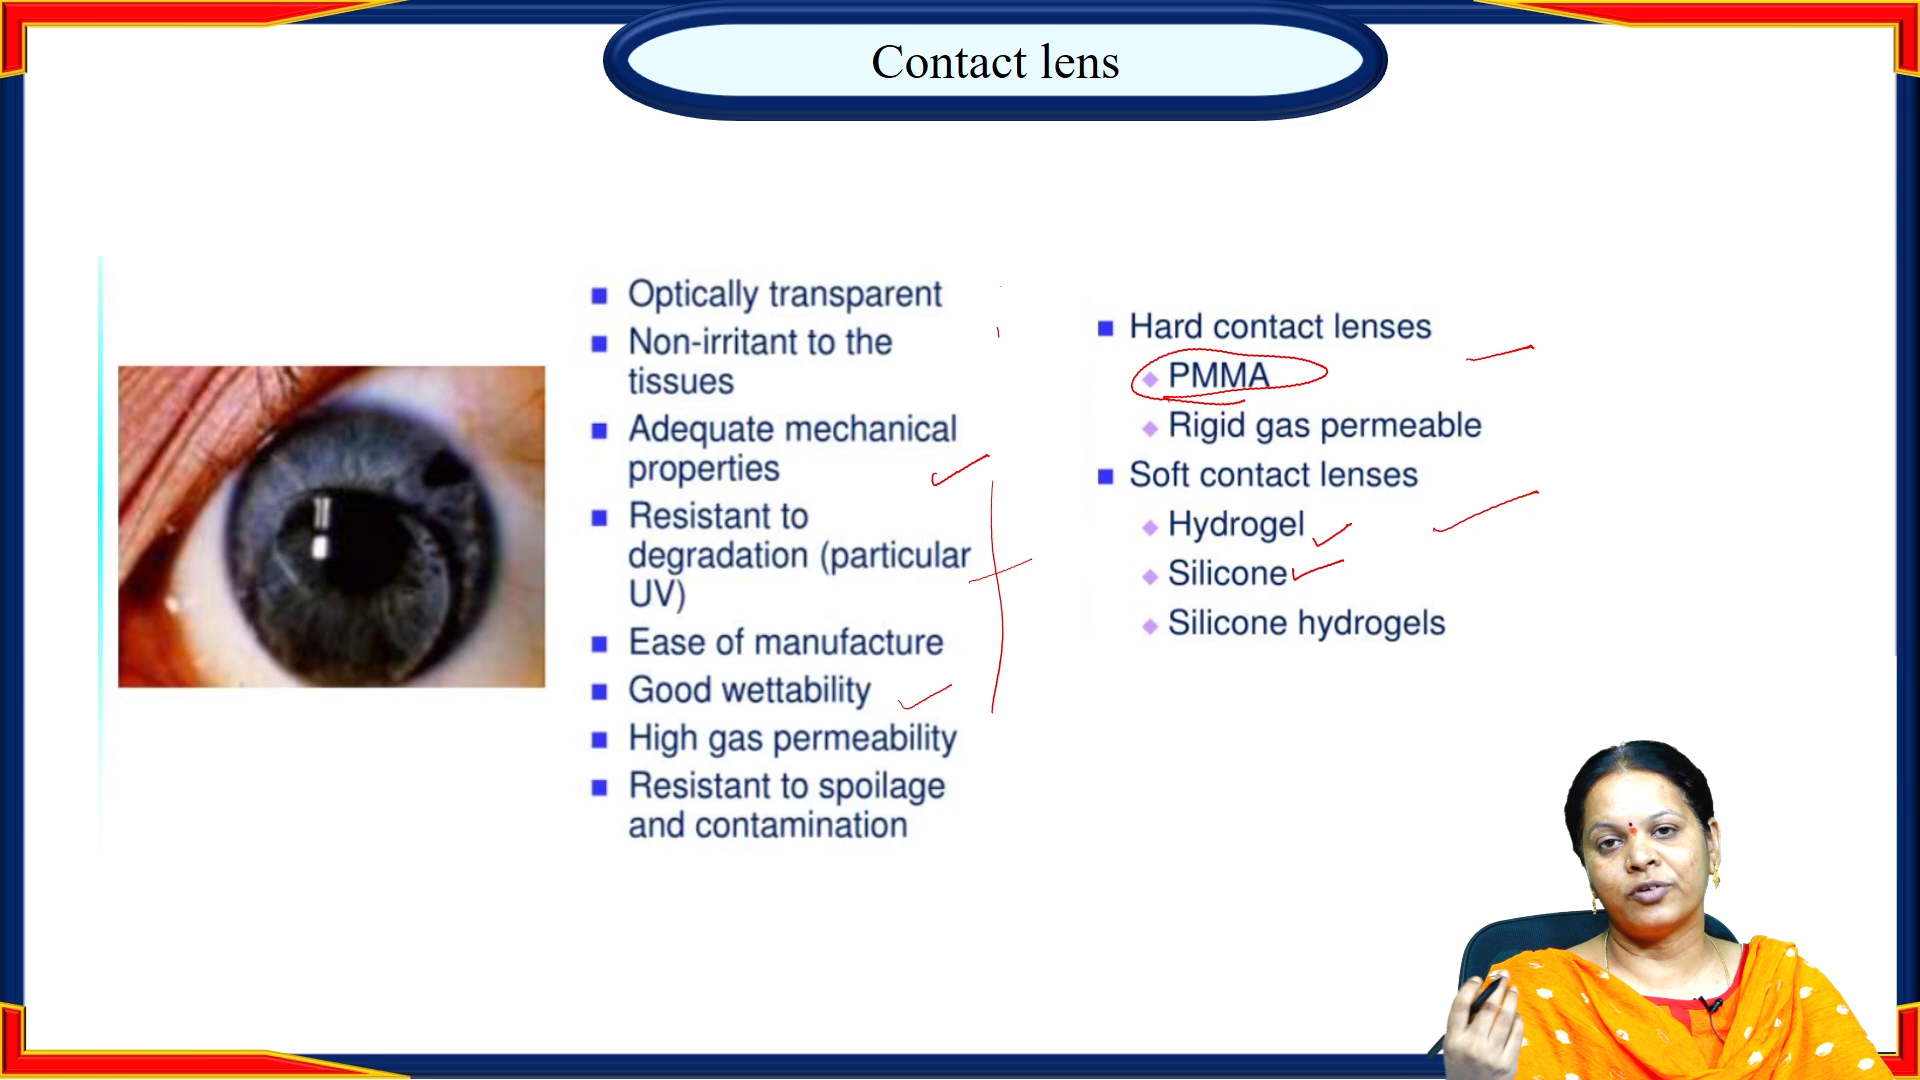 Contact lens
Optically transparent
Non-irritant to the
tissues
Adequate mechanical
properties
Resistant to
degradation (particular
UV)
Ease of manufacture
Good wettability
High gas permeability
Resistant to spoilage
and contamination
Hard contact lenses
PMMA
Rigid gas permeable
Soft contact lenses
Hydrogel
Silicone
Silicone hydrogels